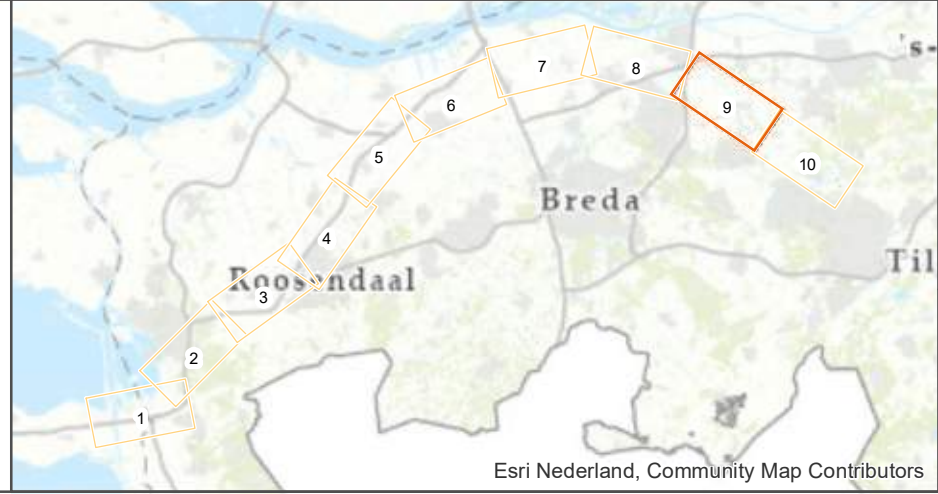 's-
7
8
6
9
5
10
Breda
4
Til
Roosendaal
3
2
1
Esri Nederland, Community Map Contributors